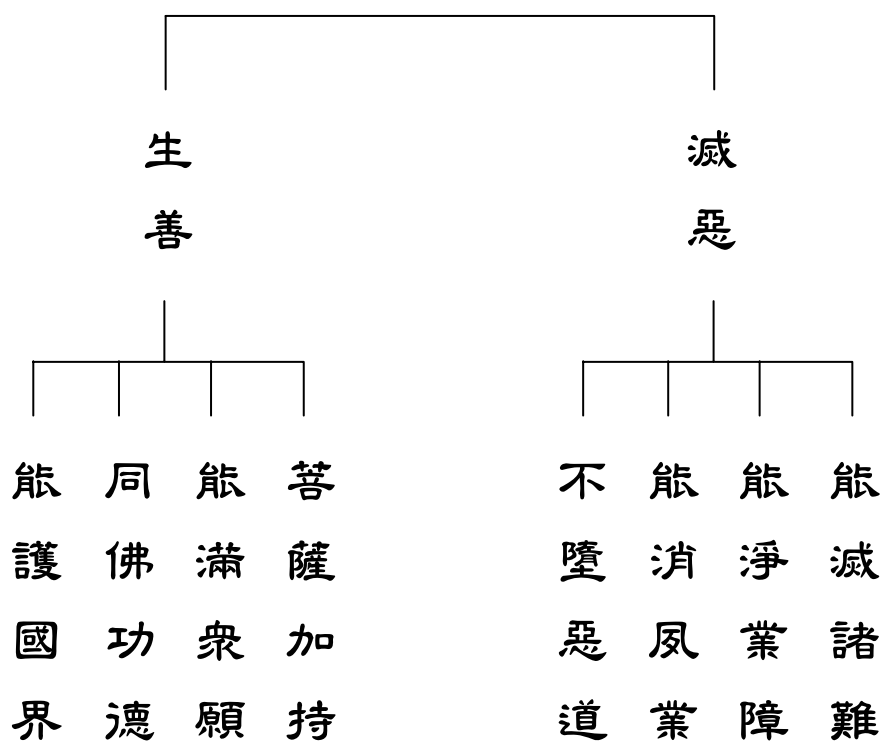 滅惡
能滅諸難
能淨業障
能消夙業
不墮惡道
生善
菩薩加持
能滿眾願
同佛功德
能護國界